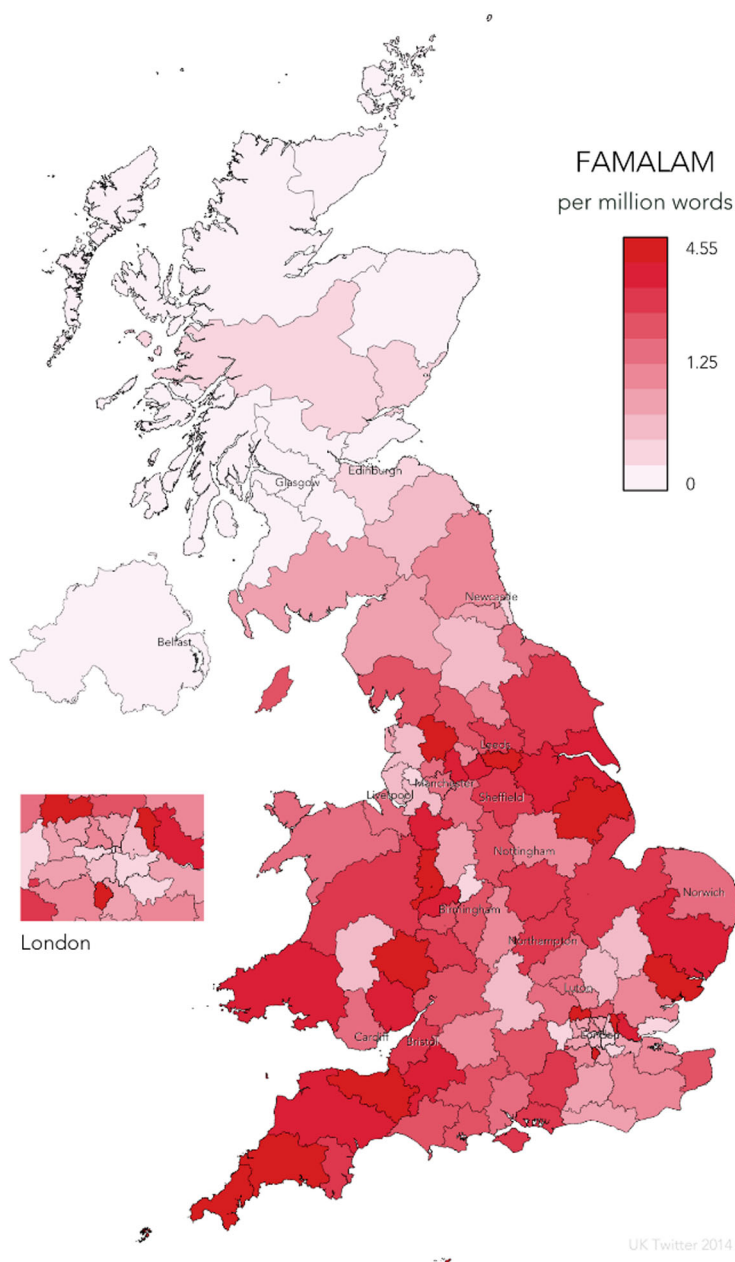 FAMALAM
per million words
4.55
1.25
0
Edinburgh
Glasgow
Newcastle
Belfast
Leeds
Manchester
Liverpool
Sheffield
Nottingham
Norwich
Birmingham
Northampton
Luton
London
Cardiff
Bristol
London
UK Twitter 2014